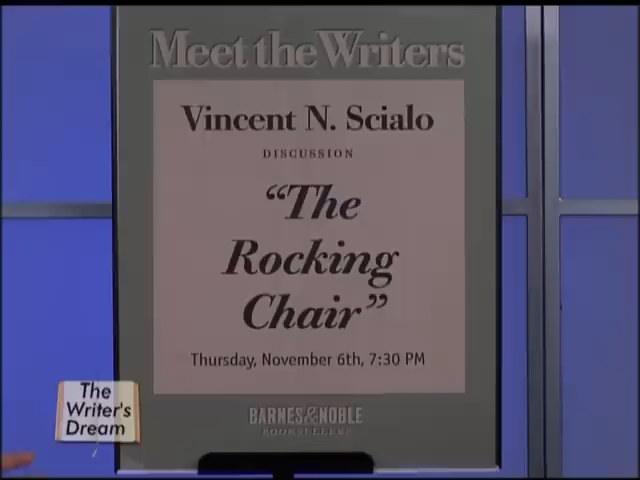 Meet the Writers
Vincent N. Scialo
DISCUSSION
“The
Rocking
Chair”
Thursday, November 6th, 7:30 PM
BARNES&NOBLE
BOOKSELLERS
The
Writer's
Dream